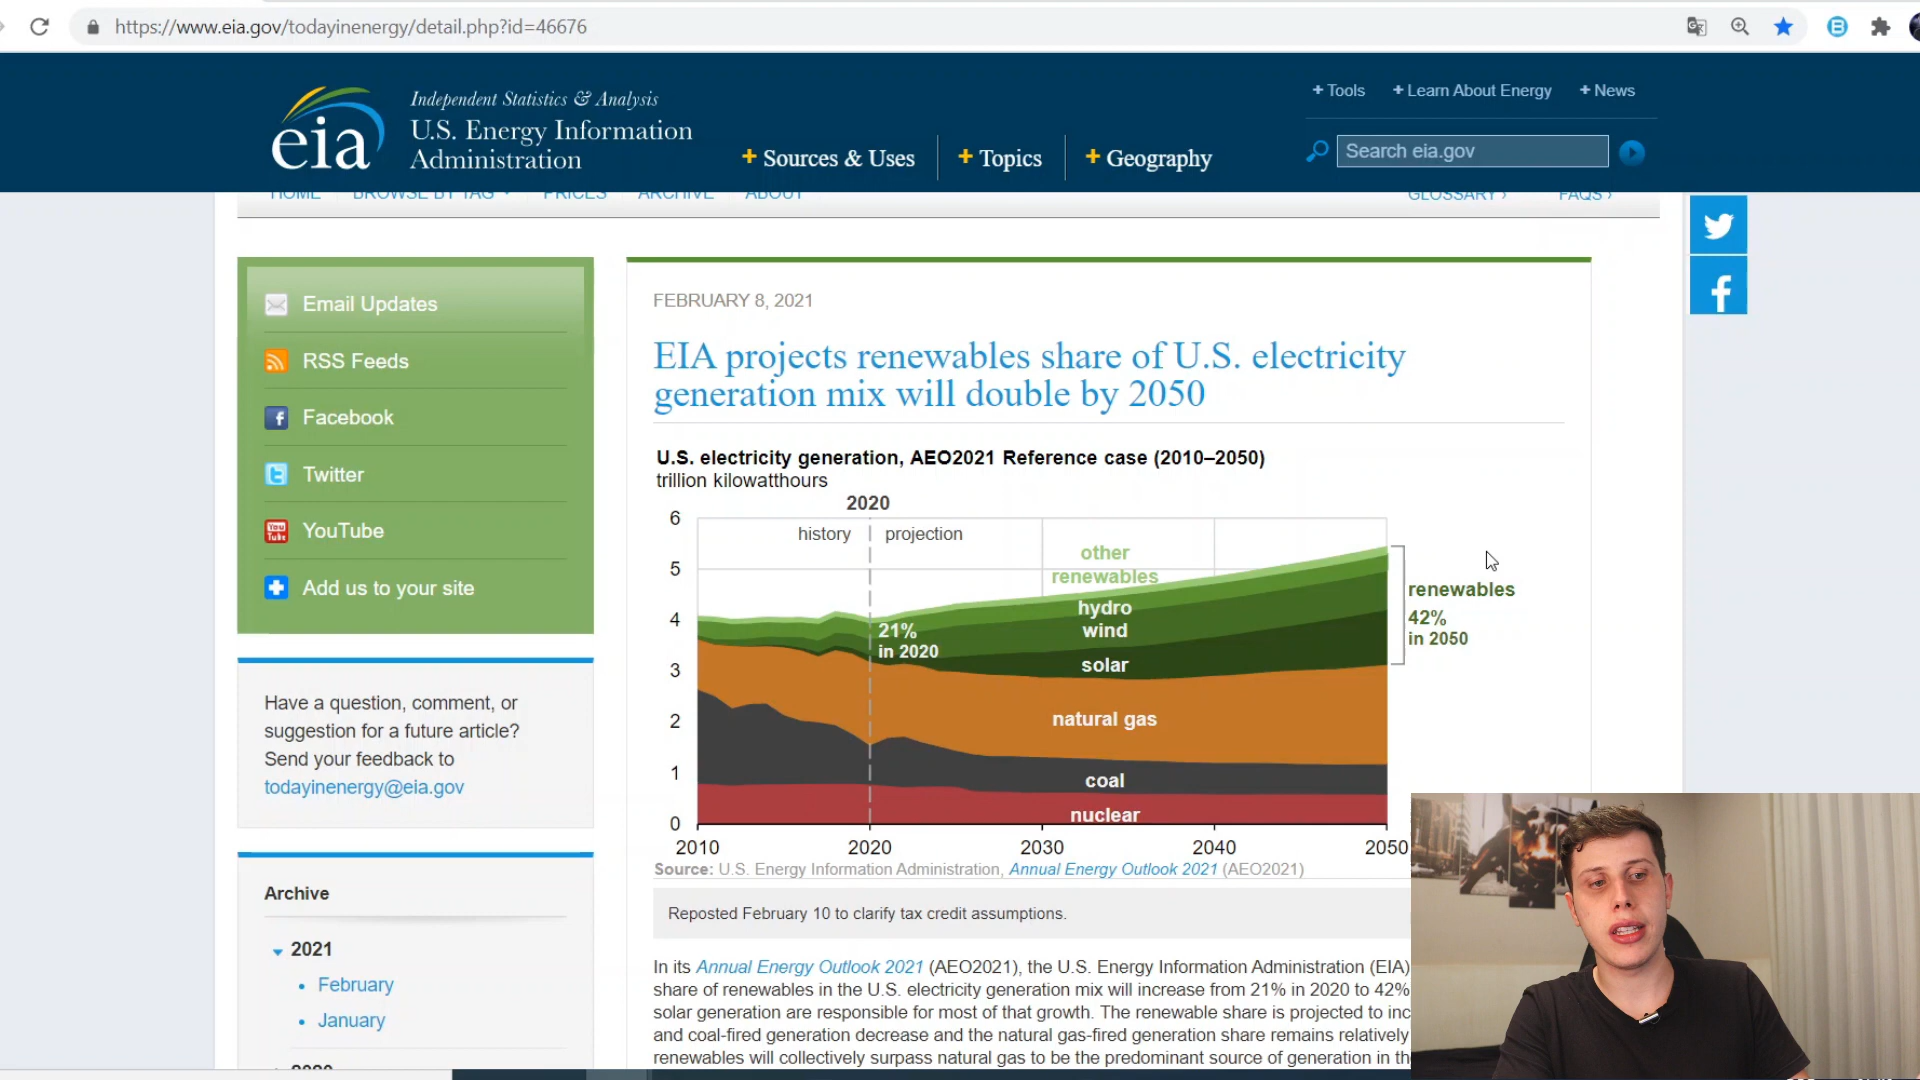 https://www.eia.gov/todayinenergy/detail.php?id=46676
eia
Independent Statistics & Analysis
U.S. Energy Information
Administration
+ Sources & Uses
+ Topics
+ Geography
+ Tools
+ Learn About Energy
+ News
Search eia.gov
HOME
BROWSE BY TAG
PRICES
ARCHIVE
ABOUT
GLOSSARY ›
FAQS ›
Email Updates
RSS Feeds
Facebook
Twitter
YouTube
Add us to your site
Have a question, comment, or
suggestion for a future article?
Send your feedback to
todayinenergy@eia.gov
Archive
2021
• February
• January
FEBRUARY 8, 2021
EIA projects renewables share of U.S. electricity
generation mix will double by 2050
U.S. electricity generation, AEO2021 Reference case (2010–2050)
trillion kilowatthours
2020
history
projection
6
5
4
3
2
1
0
other
renewables
hydro
wind
solar
natural gas
coal
nuclear
21%
in 2020
renewables
42%
in 2050
2010
2020
2030
2040
2050
Source: U.S. Energy Information Administration, Annual Energy Outlook 2021 (AEO2021)
Reposted February 10 to clarify tax credit assumptions.
In its Annual Energy Outlook 2021 (AEO2021), the U.S. Energy Information Administration (EIA)
share of renewables in the U.S. electricity generation mix will increase from 21% in 2020 to 42%
solar generation are responsible for most of that growth. The renewable share is projected to inc
and coal-fired generation decrease and the natural gas-fired generation share remains relatively
renewables will collectively surpass natural gas to be the predominant source of generation in th